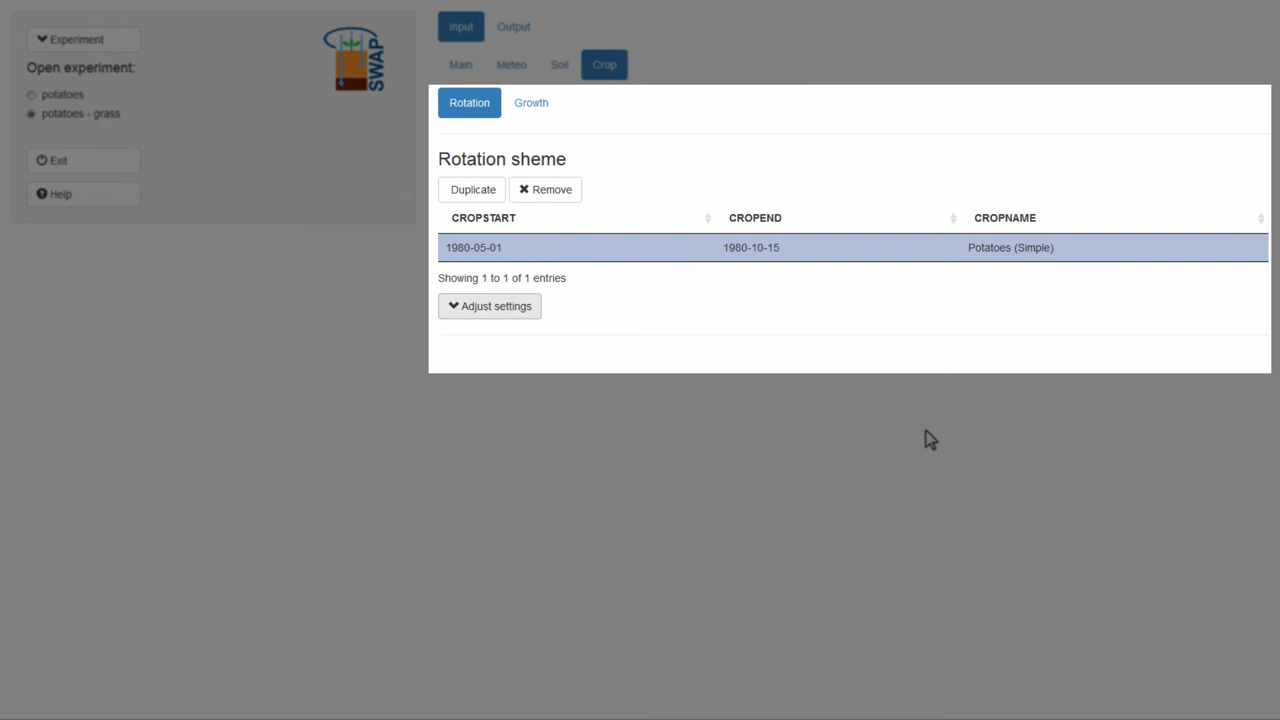 Experiment
Open experiment:
potatoes
potatoes - grass
Exit
Help
SWAP
Input Output
Main Meteo Soil Crop
Rotation Growth
Rotation sheme
Duplicate Remove
CROPSTART CROPEND CROPNAME
1980-05-01 1980-10-15 Potatoes (Simple)
Showing 1 to 1 of 1 entries
Adjust settings